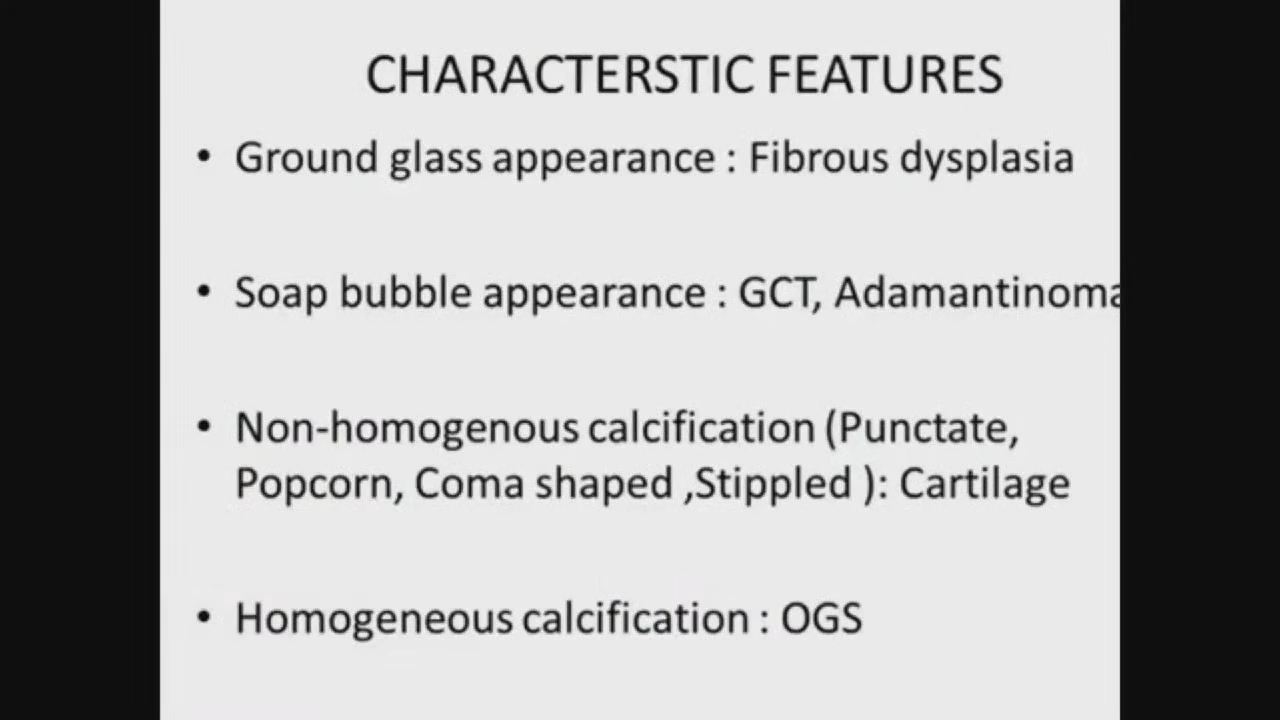 CHARACTERSTIC FEATURES
• Ground glass appearance : Fibrous dysplasia
• Soap bubble appearance : GCT, Adamantinoma
• Non-homogenous calcification (Punctate,
Popcorn, Coma shaped ,Stippled ): Cartilage
• Homogeneous calcification : OGS